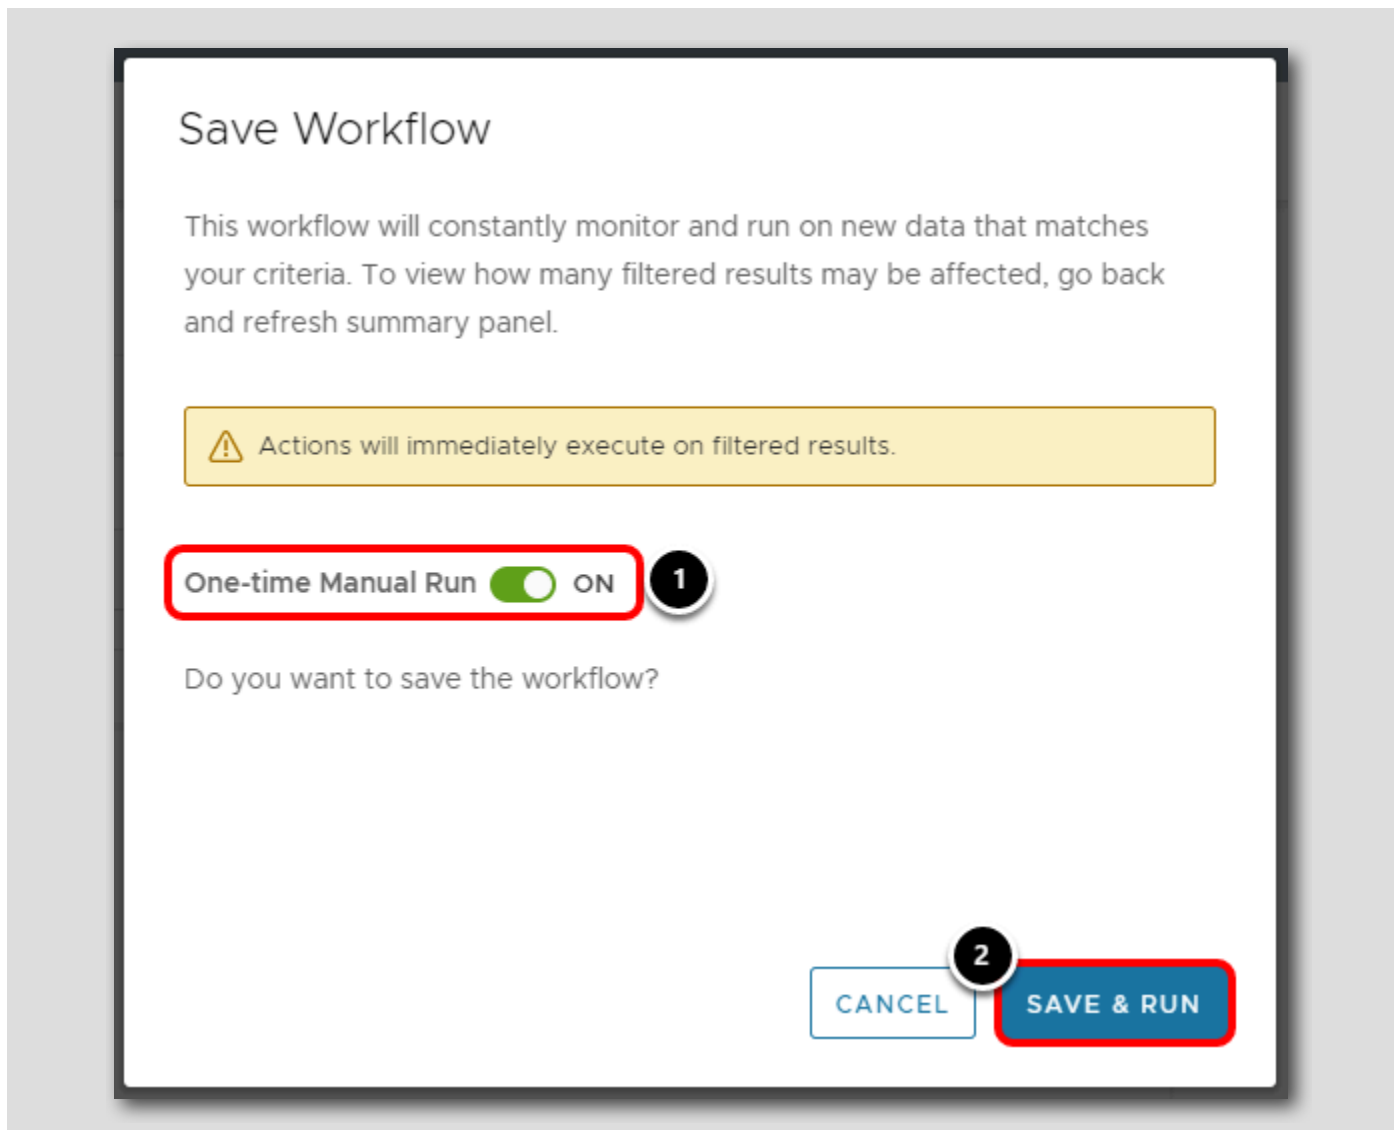 Save Workflow
This workflow will constantly monitor and run on new data that matches
your criteria. To view how many filtered results may be affected, go back
and refresh summary panel.
Actions will immediately execute on filtered results.
One-time Manual Run ON 1
Do you want to save the workflow?
2
CANCEL SAVE & RUN